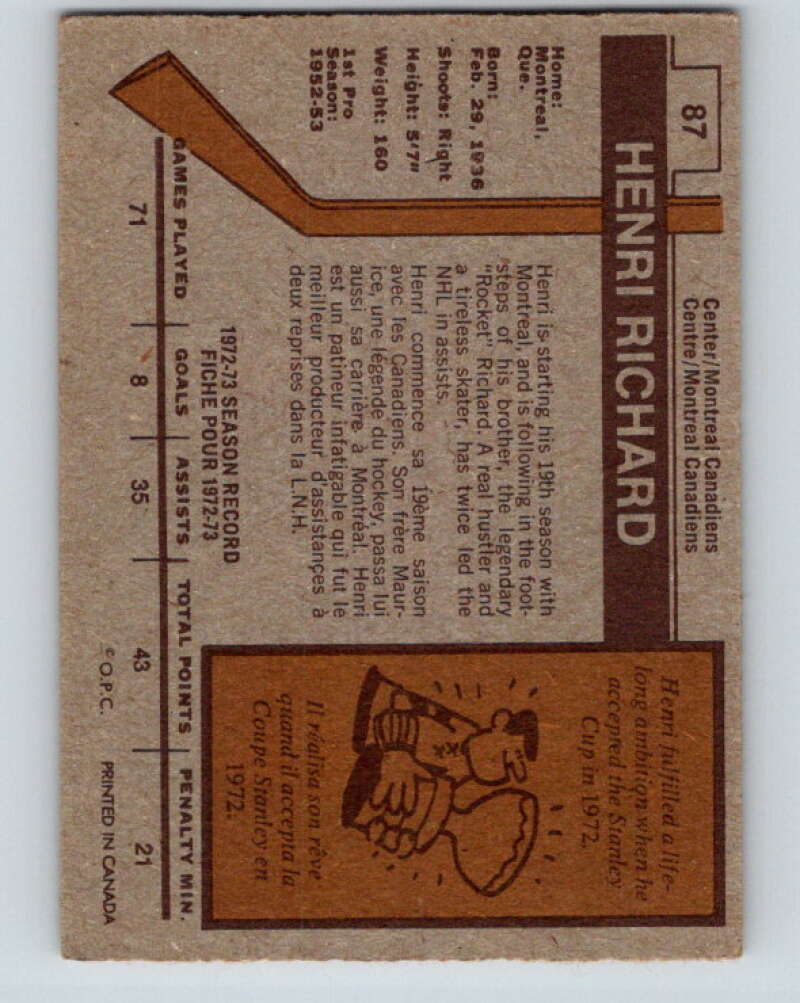 87
Center/Montreal Canadiens
Centre/Montreal Canadiens
HENRI RICHARD
Home:
Montreal,
Que.
Born:
Feb. 29, 1936
Shoots: Right
Height: 5'7"
Weight: 160
1st Pro
Season:
1952-53
Henri is starting his 19th season with
Montreal, and is following in the foot-
steps of his brother, the legendary
"Rocket" Richard. A real hustler and
a tireless skater, has twice led the
NHL in assists.
Henri commence sa 19ème saison
avec les Canadiens. Son frère Maur-
ice, une légende du hockey, passa lui
aussi sa carrière à Montréal. Henri
est un patineur infatigable qui fut le
meilleur producteur d'assistançes à
deux reprises dans la L.N.H.
Henri fulfilled a life-
long ambition when he
accepted the Stanley
Cup in 1972.
Il réalisa son rêve
quand il accepta la
Coupe Stanley en
1972.
1972-73 SEASON RECORD
FICHE POUR 1972-73
GAMES PLAYED GOALS ASSISTS TOTAL POINTS PENALTY MIN.
71 8 35 43 21
© O.P.C. PRINTED IN CANADA